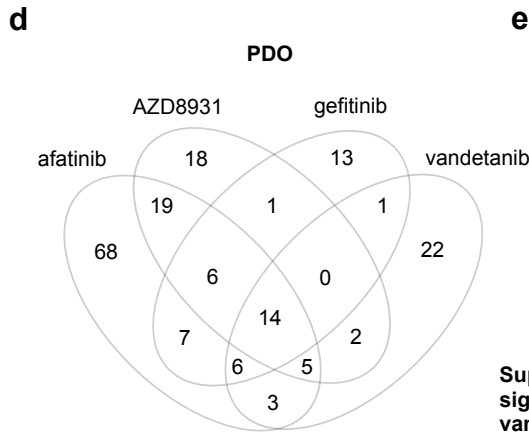 d
e
PDO
AZD8931
gefitinib
afatinib
vandetanib
18
13
19
1
1
68
22
6
0
14
7
2
6
5
3
Sup
sig
van